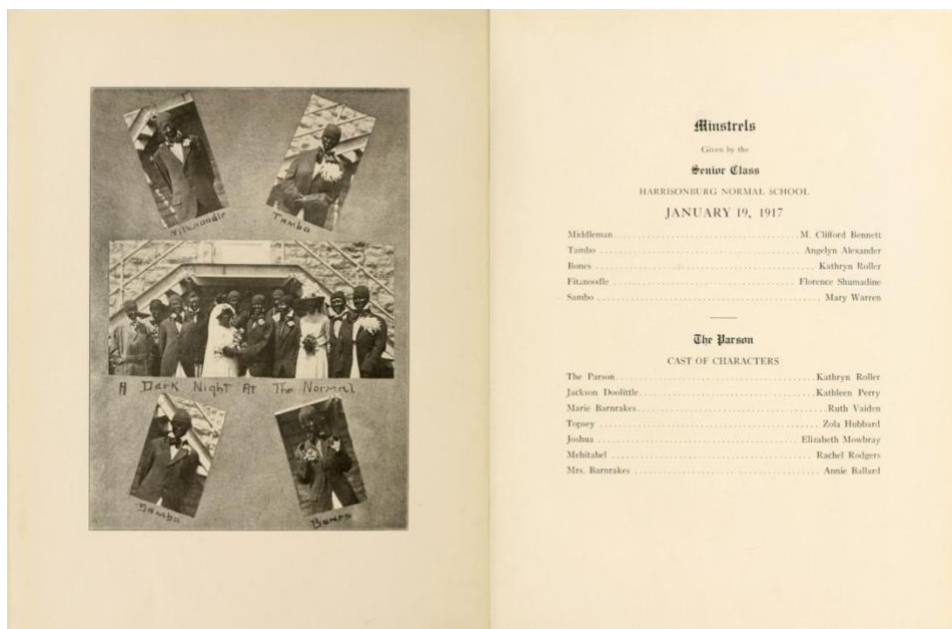 Fitznoodle
Tambo
A DARK NIGHT AT THE NORMAL
Sambo
Bones
Minstrels
Given by the
Senior Class
HARRISONBURG NORMAL SCHOOL
JANUARY 19, 1917
Middleman M. Clifford Bennett
Tambo Angelyn Alexander
Bones Kathryn Roller
Fitznoodle Florence Shumadine
Sambo Mary Warren
The Parson
CAST OF CHARACTERS
The Parson Kathryn Roller
Jackson Doolittle Kathleen Perry
Marie Barnrakes Ruth Vaiden
Topsey Zola Hubbard
Joshua Elizabeth Mowbray
Mehitabel Rachel Rodgers
Mrs. Barnrakes Annie Ballard